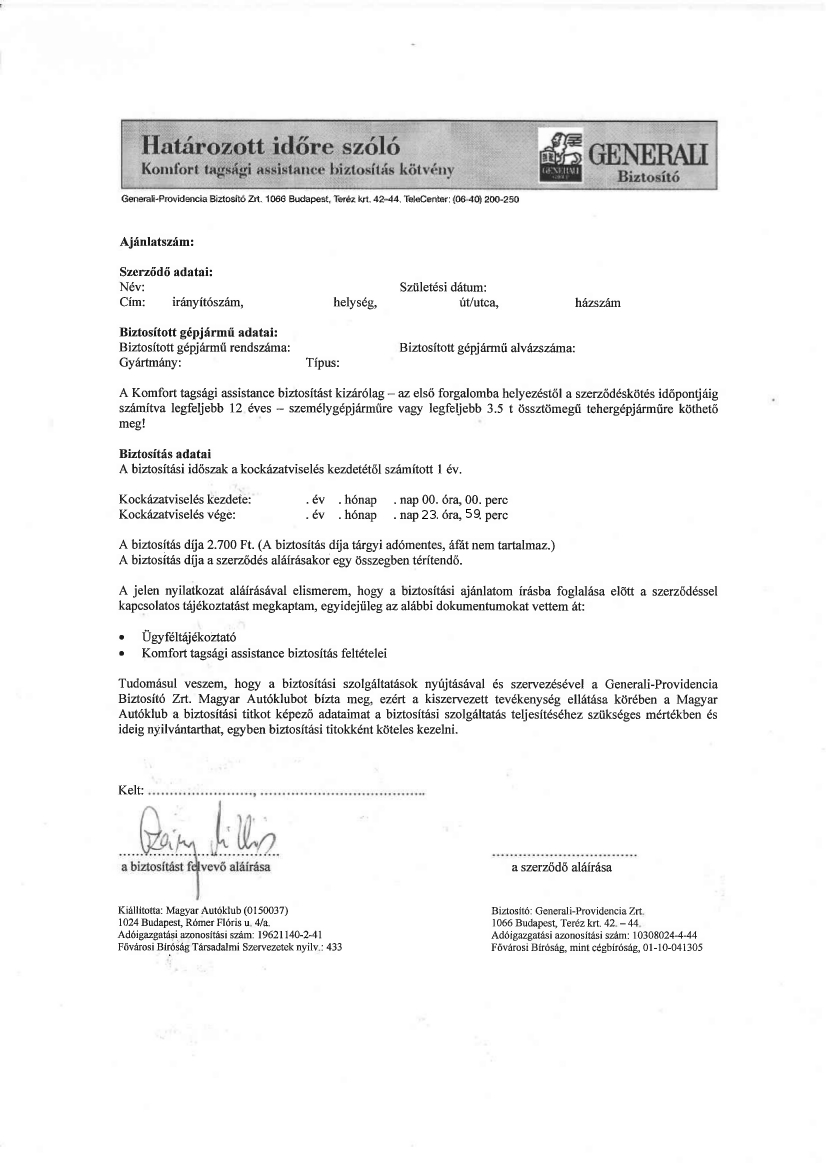 Határozott időre szóló
Komfort tagsági assistance biztosítás kötvény
GENERALI
GROUP
GENERALI
Biztosító
Generali-Providencia Biztosító Zrt. 1066 Budapest, Teréz krt. 42–44. TeleCenter: (06-40) 200-250
Ajánlatszám:
Szerződő adatai:
Név: Születési dátum:
Cím: irányítószám, helység, út/utca, házszám
Biztosított gépjármű adatai:
Biztosított gépjármű rendszáma: Biztosított gépjármű alvázszáma:
Gyártmány: Típus:
A Komfort tagsági assistance biztosítást kizárólag – az első forgalomba helyezéstől a szerződéskötés időpontjáig
számítva legfeljebb 12 éves – személygépjárműre vagy legfeljebb 3.5 t össztömegű tehergépjárműre köthető
meg!
Biztosítás adatai
A biztosítási időszak a kockázatviselés kezdetétől számított 1 év.
Kockázatviselés kezdete: . év . hónap . nap 00. óra, 00. perc
Kockázatviselés vége: . év . hónap . nap 23. óra, 59. perc
A biztosítás díja 2.700 Ft. (A biztosítás díja tárgyi adómentes, áfát nem tartalmaz.)
A biztosítás díja a szerződés aláírásakor egy összegben térítendő.
A jelen nyilatkozat aláírásával elismerem, hogy a biztosítási ajánlatom írásba foglalása előtt a szerződéssel
kapcsolatos tájékoztatást megkaptam, egyidejűleg az alábbi dokumentumokat vettem át:
• Ügyféltájékoztató
• Komfort tagsági assistance biztosítás feltételei
Tudomásul veszem, hogy a biztosítási szolgáltatások nyújtásával és szervezésével a Generali-Providencia
Biztosító Zrt. Magyar Autóklubot bízta meg, ezért a kiszervezett tevékenység ellátása körében a Magyar
Autóklub a biztosítási titkot képező adataimat a biztosítási szolgáltatás teljesítéséhez szükséges mértékben és
ideig nyilvántarthat, egyben biztosítási titokként köteles kezelni.
Kelt: ........................, .....................................
a biztosítást felvevő aláírása a szerződő aláírása
Kiállította: Magyar Autóklub (0150037)
1024 Budapest, Rómer Flóris u. 4/a.
Adóigazgatási azonosítási szám: 19621140-2-41
Fővárosi Bíróság Társadalmi Szervezetek nyilv.: 433
Biztosító: Generali-Providencia Zrt.
1066 Budapest, Teréz krt. 42. – 44.
Adóigazgatási azonosítási szám: 10308024-4-44
Fővárosi Bíróság, mint cégbíróság, 01-10-041305